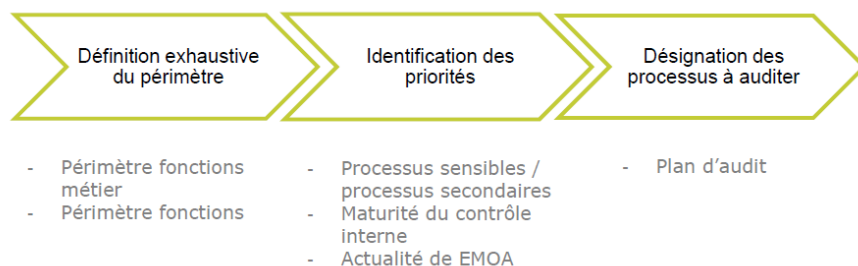 Définition exhaustive
du périmètre
Identification des
priorités
Désignation des
processus à auditer
- Périmètre fonctions
métier
- Périmètre fonctions
- Processus sensibles /
processus secondaires
- Maturité du contrôle
interne
- Actualité de EMOA
- Plan d'audit